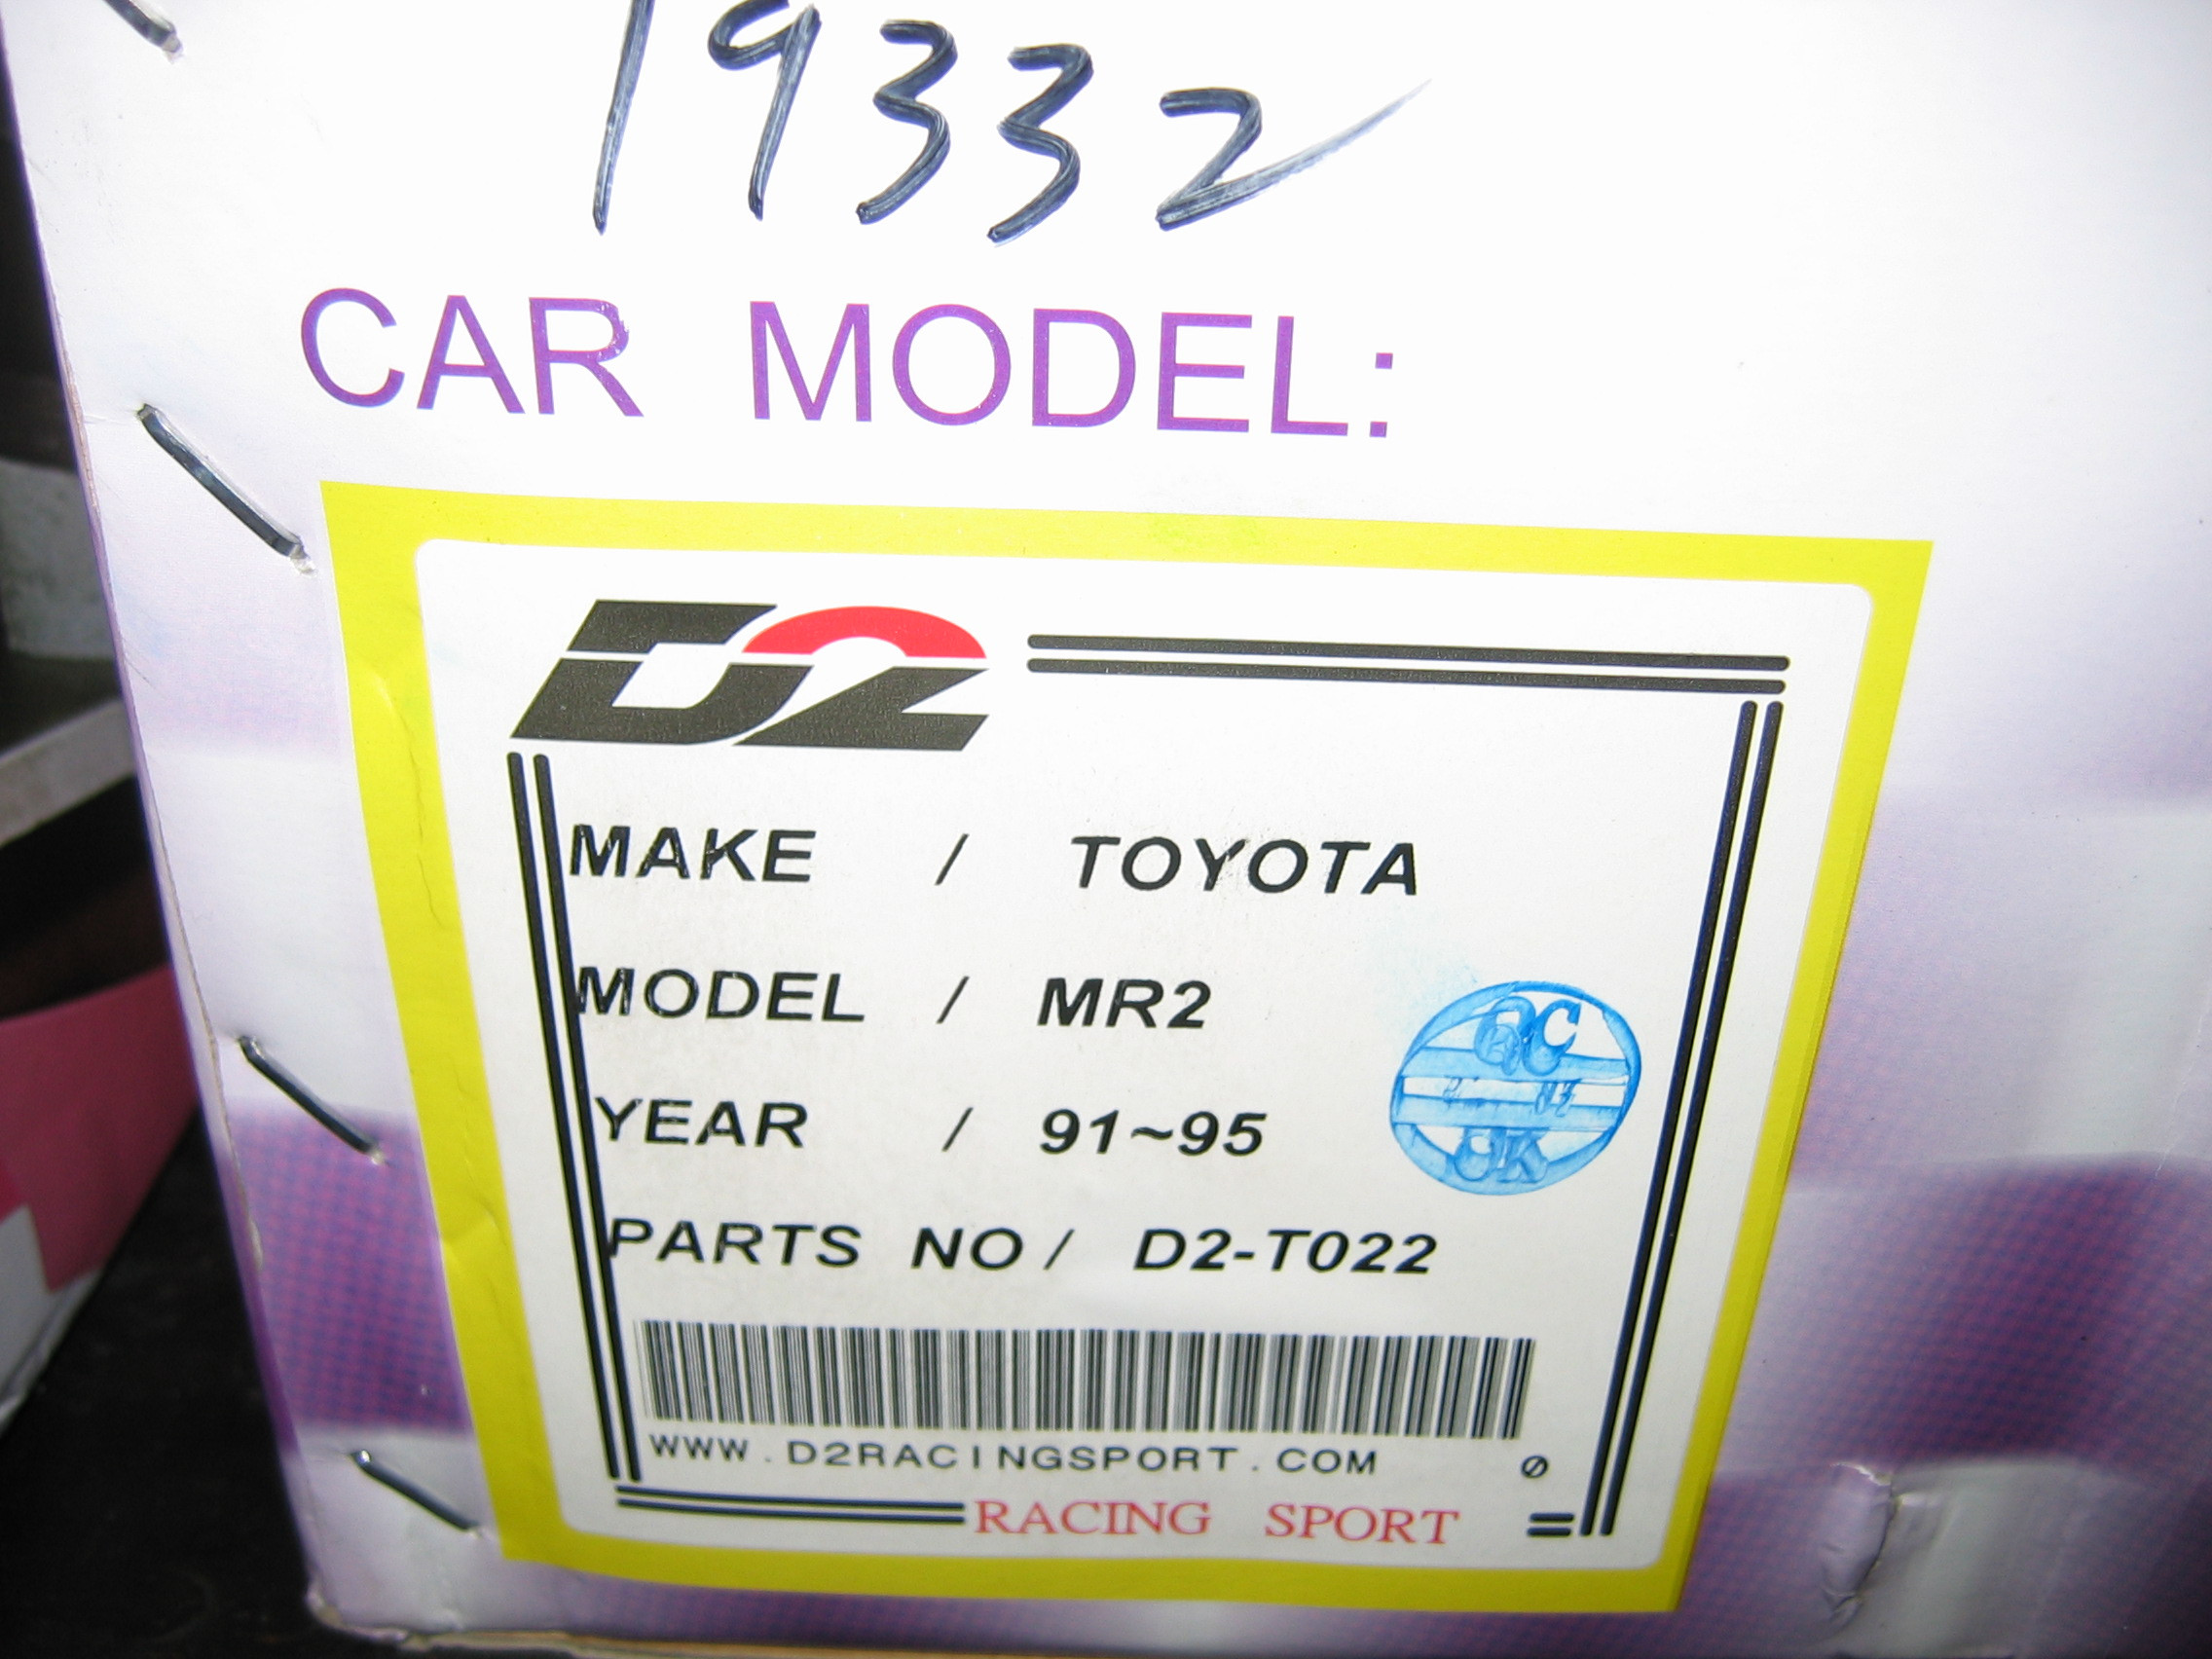 19332
CAR MODEL:
D2
MAKE / TOYOTA
MODEL / MR2
YEAR / 91~95
QC
PARTS NO / D2-T022
WWW.D2RACINGSPORT.COM
RACING SPORT